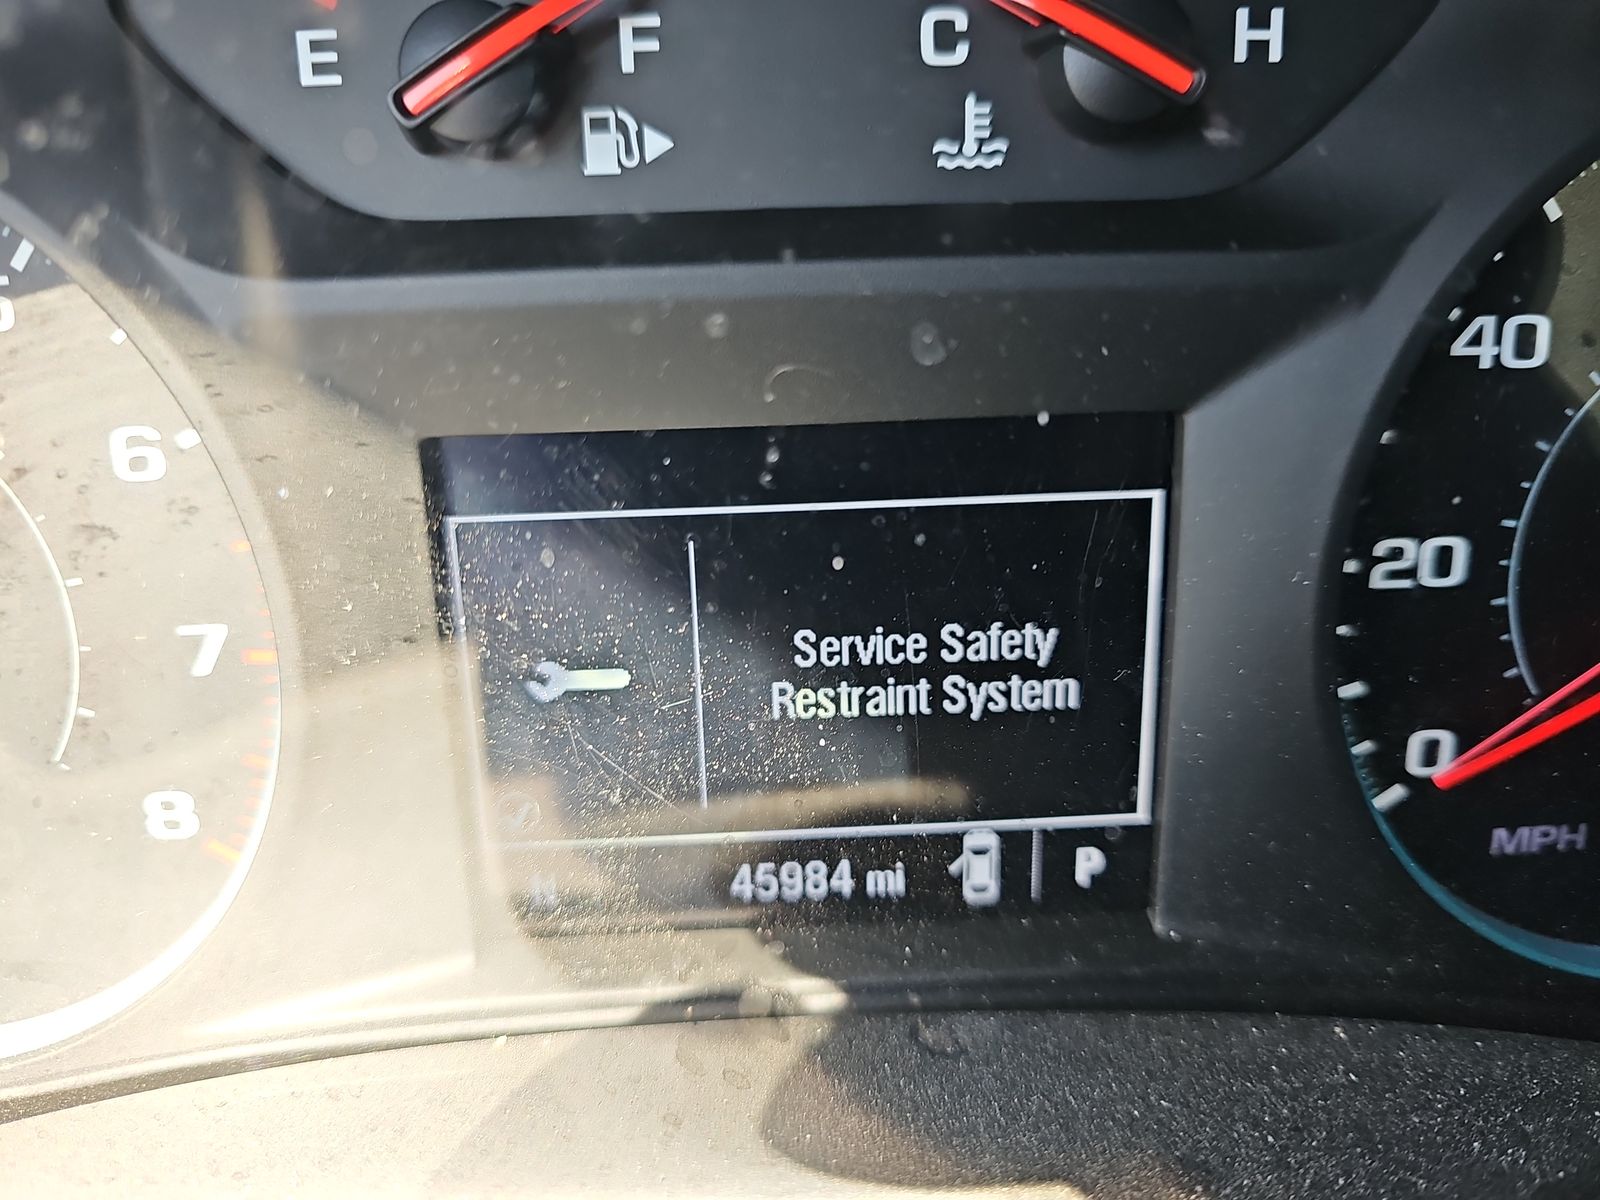 E F C H
40
6
20
Service Safety
Restraint System
7
0
8
MPH
45984 mi
P
N